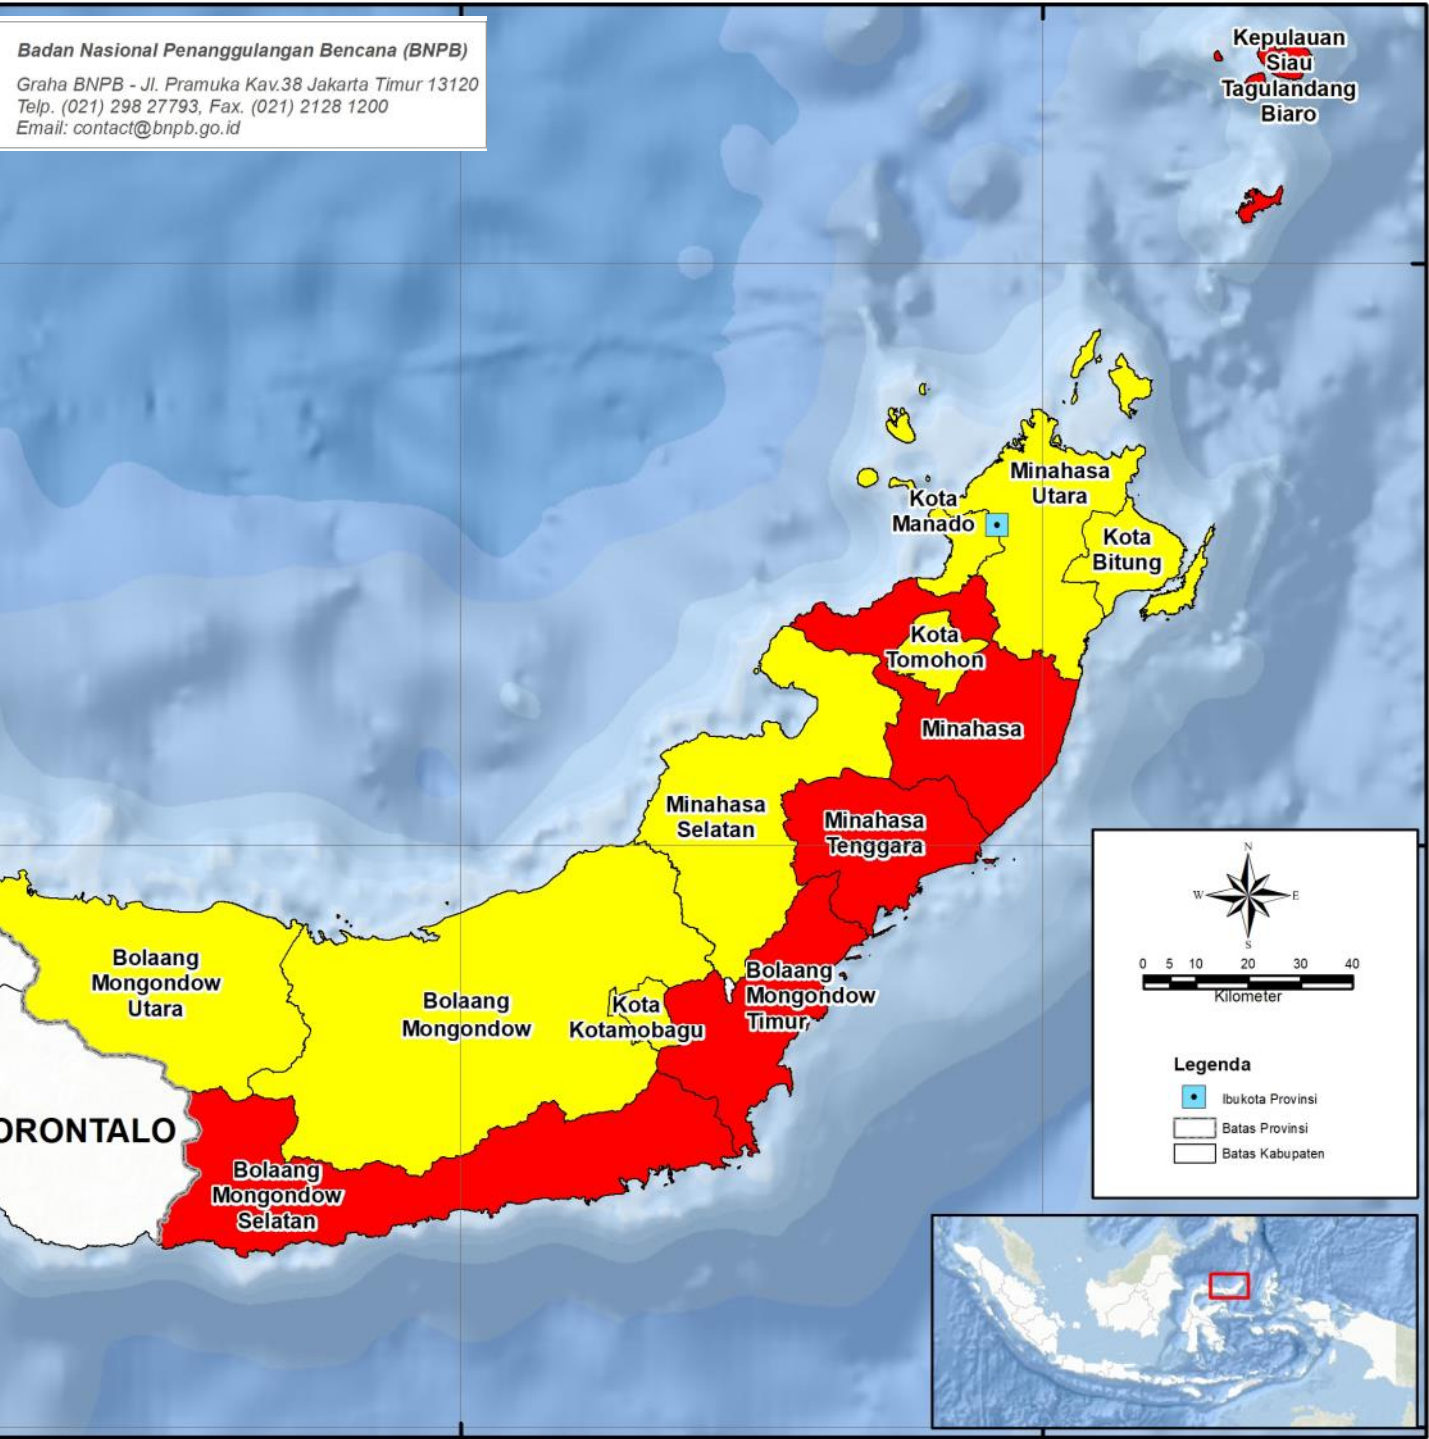 Badan Nasional Penanggulangan Bencana (BNPB)
Graha BNPB - Jl. Pramuka Kav.38 Jakarta Timur 13120
Telp. (021) 298 27793, Fax. (021) 2128 1200
Email: contact@bnpb.go.id
Kepulauan
Siau
Tagulandang
Biaro
Minahasa
Utara
Kota
Manado
Kota
Bitung
Kota
Tomohon
Minahasa
Minahasa
Selatan
Minahasa
Tenggara
Bolaang
Mongondow
Utara
Bolaang
Mongondow
Kota
Kotamobagu
Bolaang
Mongondow
Timur
ORONTALO
Bolaang
Mongondow
Selatan
N
W E
S
0 5 10 20 30 40
Kilometer
Legenda
Ibukota Provinsi
Batas Provinsi
Batas Kabupaten